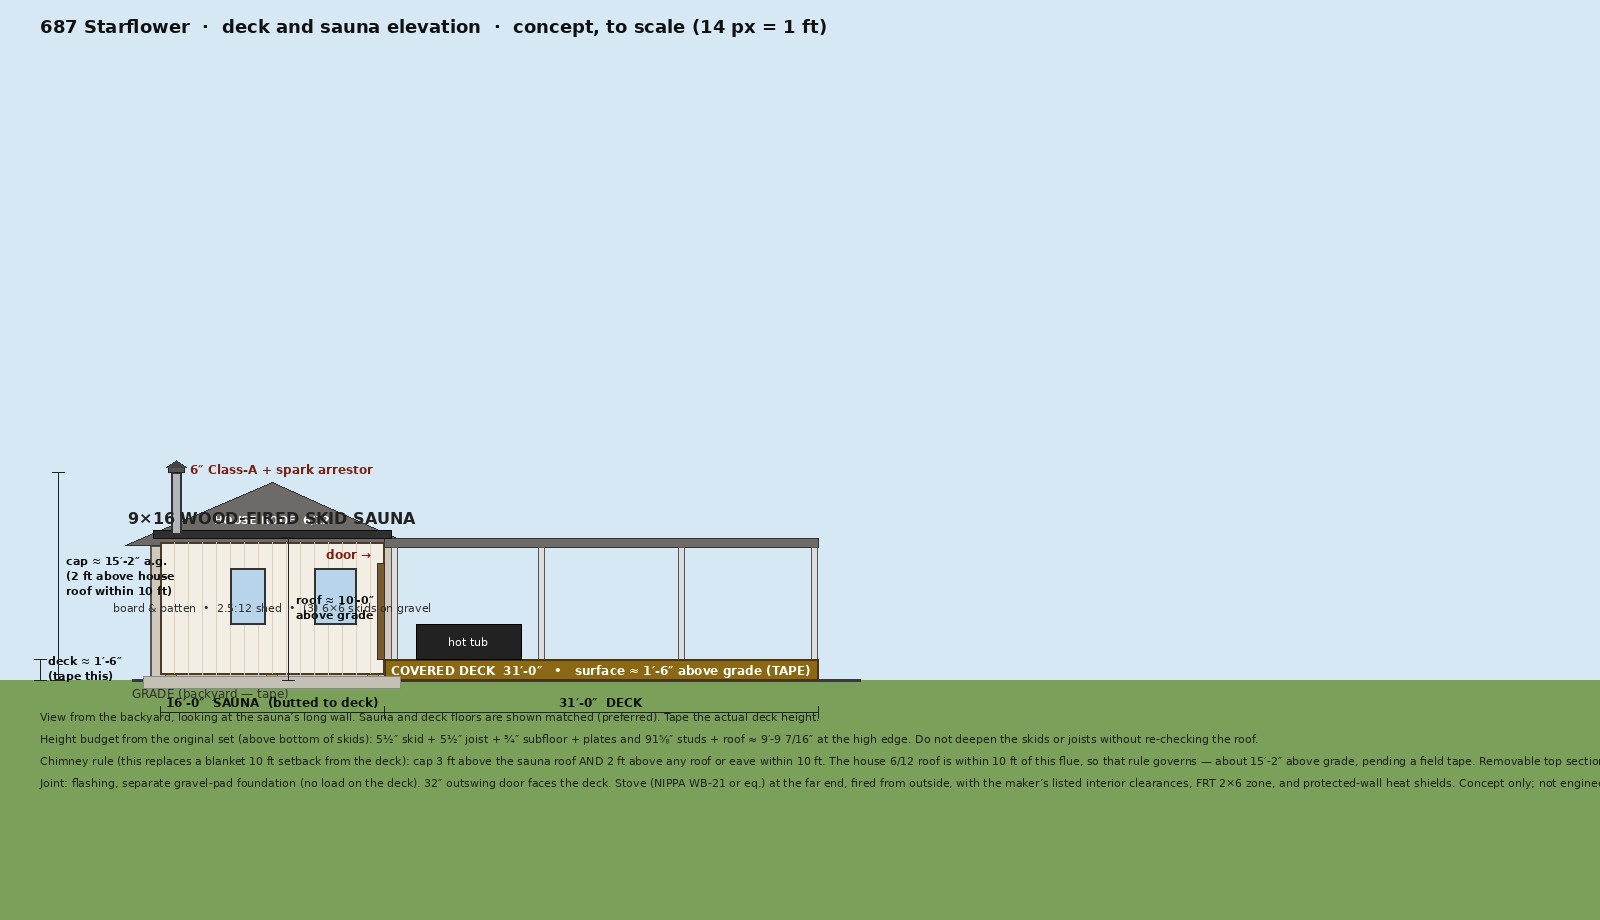 687 Starflower · deck and sauna elevation · concept, to scale (14 px = 1 ft)
6″ Class-A + spark arrestor
9×16 WOOD-FIRED SKID SAUNA
HOUSE ROOF 6/12
door →
cap ≈ 15′-2″ a.g.
(2 ft above house
roof within 10 ft)
roof ≈ 10′-0″
above grade
board & batten • 2.5:12 shed • (3) 6×6 skids on gravel
hot tub
deck ≈ 1′-6″
(tape this)
COVERED DECK 31′-0″ • surface ≈ 1′-6″ above grade (TAPE)
GRADE (backyard — tape)
16′-0″ SAUNA (butted to deck)
31′-0″ DECK
View from the backyard, looking at the sauna’s long wall. Sauna and deck floors are shown matched (preferred). Tape the actual deck height.
Height budget from the original set (above bottom of skids): 5½″ skid + 5½″ joist + ¾″ subfloor + plates and 91⅝″ studs + roof ≈ 9′-9 7/16″ at the high edge. Do not deepen the skids or joists without re-checking the roof.
Chimney rule (this replaces a blanket 10 ft setback from the deck): cap 3 ft above the sauna roof AND 2 ft above any roof or eave within 10 ft. The house 6/12 roof is within 10 ft of this flue, so that rule governs — about 15′-2″ above grade, pending a field tape. Removable top section
Joint: flashing, separate gravel-pad foundation (no load on the deck). 32″ outswing door faces the deck. Stove (NIPPA WB-21 or eq.) at the far end, fired from outside, with the maker’s listed interior clearances, FRT 2×6 zone, and protected-wall heat shields. Concept only; not enginee